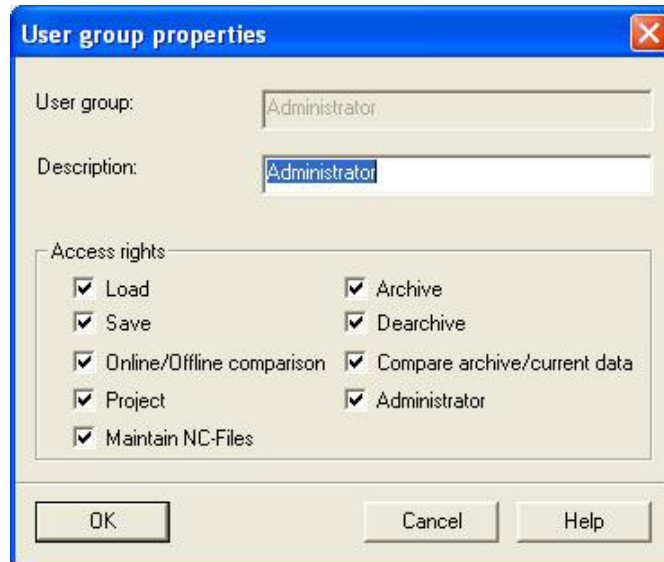 User group properties
User group: Administrator
Description: Administrator
Access rights
Load Archive
Save Dearchive
Online/Offline comparison Compare archive/current data
Project Administrator
Maintain NC-Files
OK Cancel Help